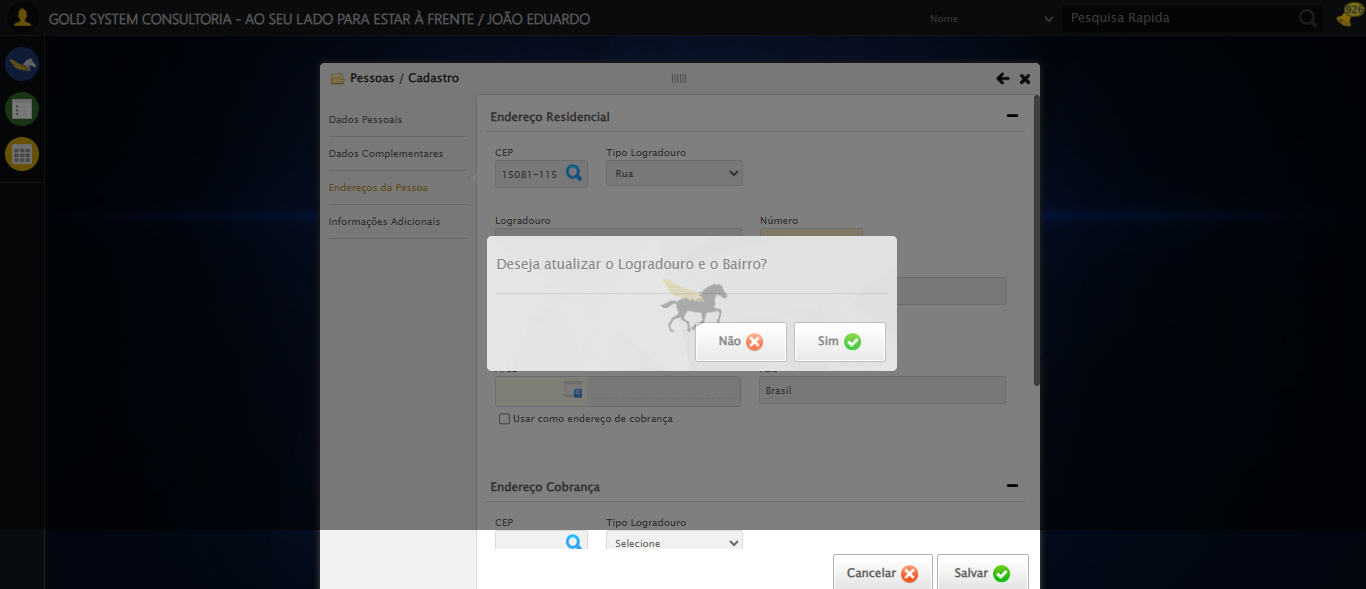 GOLD SYSTEM CONSULTORIA - AO SEU LADO PARA ESTAR À FRENTE / JOÃO EDUARDO
Nome
Pesquisa Rapida
926
Pessoas / Cadastro
Dados Pessoais
Dados Complementares
Endereços da Pessoa
Informações Adicionais
Endereço Residencial
CEP
Tipo Logradouro
15081-115
Rua
Logradouro
Número
Deseja atualizar o Logradouro e o Bairro?
Não
Sim
Brasil
Usar como endereço de cobrança
Endereço Cobrança
CEP
Tipo Logradouro
Selecione
Cancelar
Salvar